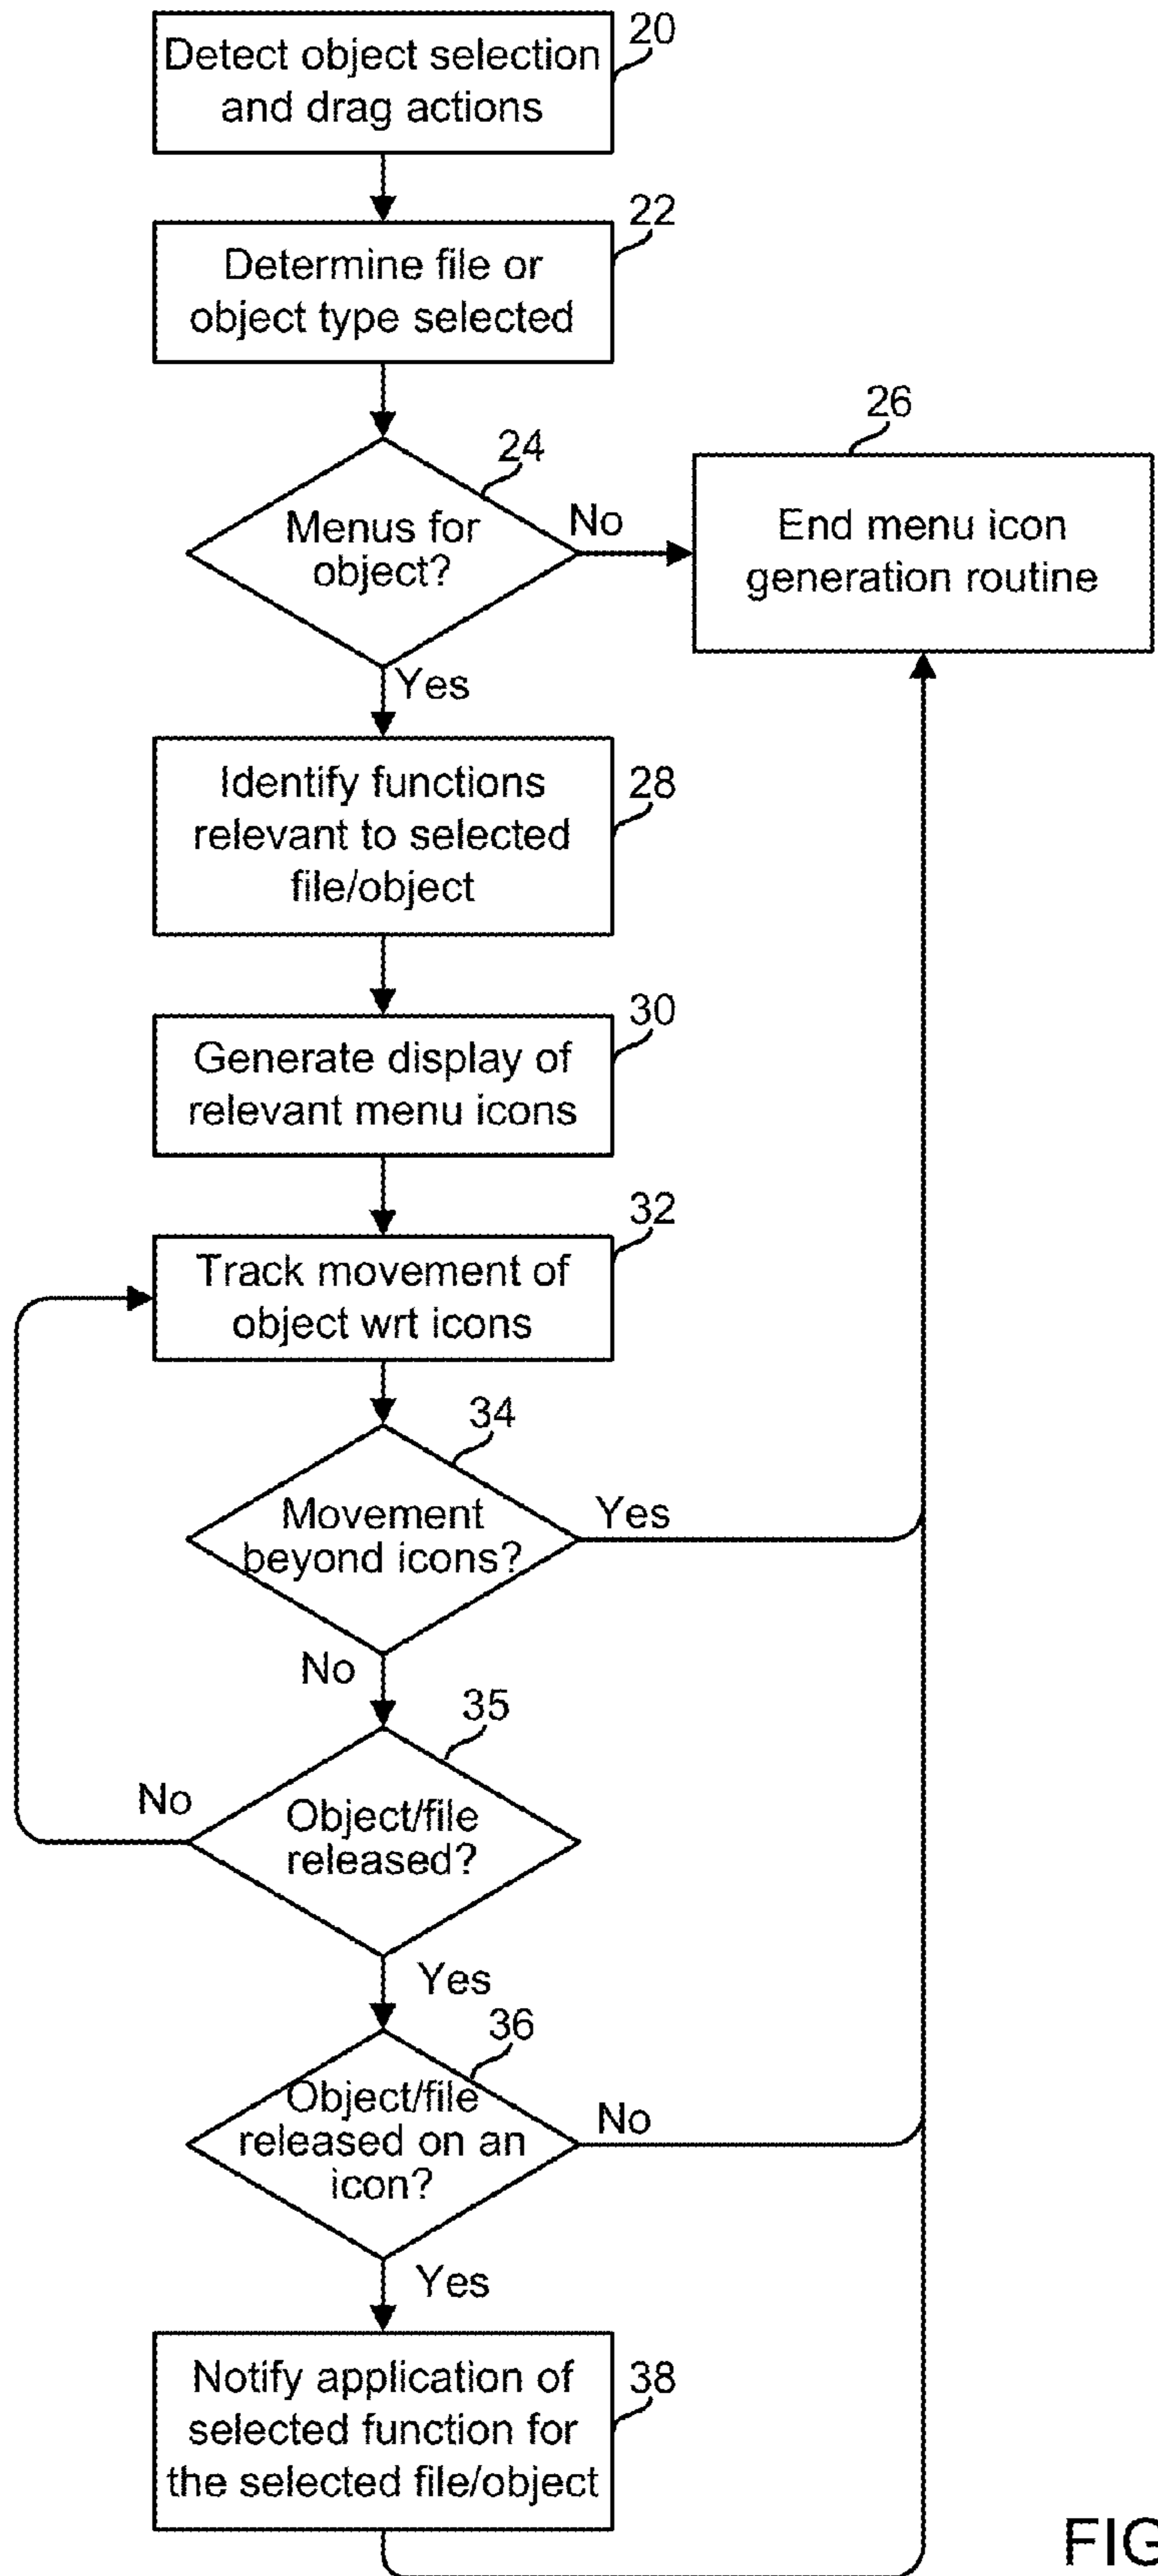 Detect object selection
and drag actions
20
Determine file or
object type selected
22
24
Menus for
object?
No
26
End menu icon
generation routine
Yes
Identify functions
relevant to selected
file/object
28
Generate display of
relevant menu icons
30
Track movement of
object wrt icons
32
34
Movement
beyond icons?
Yes
No
35
Object/file
released?
No
Yes
36
Object/file
released on an
icon?
No
Yes
Notify application of
selected function for
the selected file/object
38
FIG